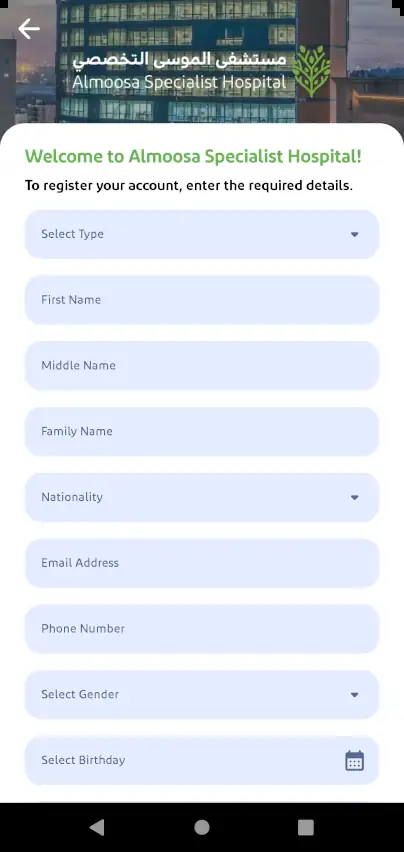 مستشفى الموسى التخصصي
Almoosa Specialist Hospital
Welcome to Almoosa Specialist Hospital!
To register your account, enter the required details.
Select Type
First Name
Middle Name
Family Name
Nationality
Email Address
Phone Number
Select Gender
Select Birthday